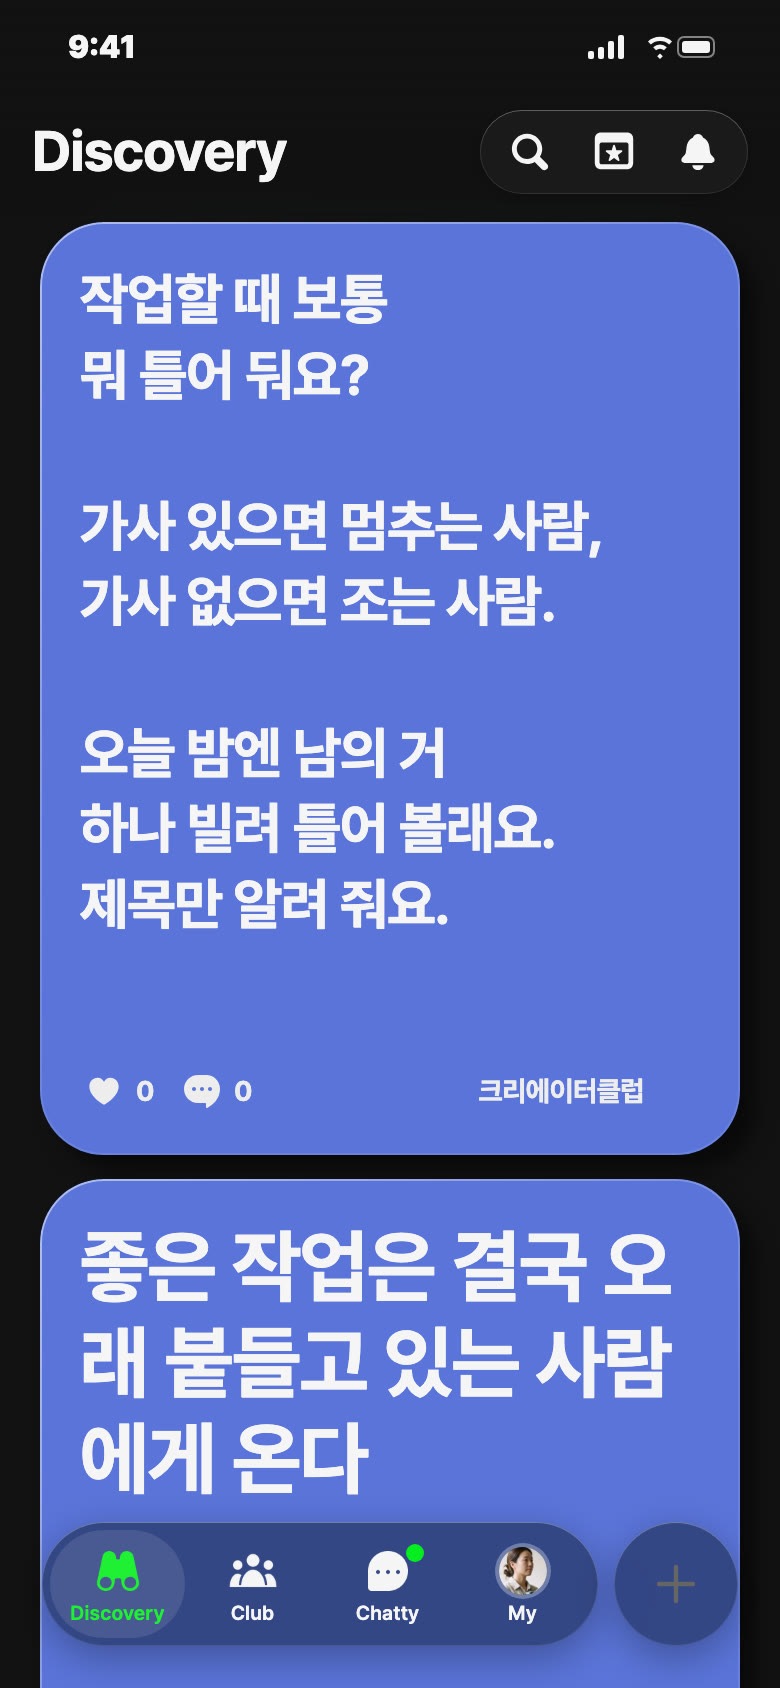 9:41
Discovery
작업할 때 보통
뭐 틀어 둬요?
가사 있으면 멈추는 사람,
가사 없으면 조는 사람.
오늘 밤엔 남의 거
하나 빌려 틀어 볼래요.
제목만 알려 줘요.
0 0 크리에이터클럽
좋은 작업은 결국 오
래 붙들고 있는 사람
에게 온다
Discovery Club Chatty My